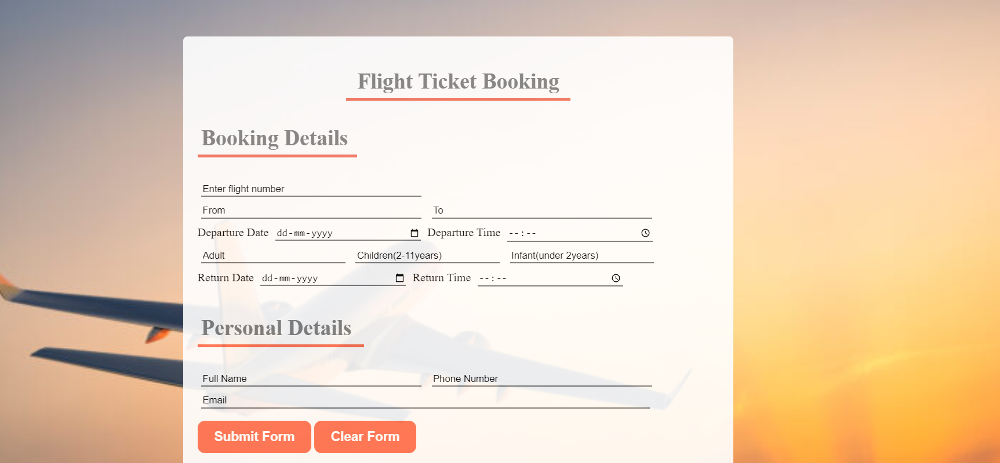 Flight Ticket Booking
Booking Details
Enter flight number
From To
Departure Date dd-mm-yyyy Departure Time --:--
Adult Children(2-11years) Infant(under 2years)
Return Date dd-mm-yyyy Return Time --:--
Personal Details
Full Name Phone Number
Email
Submit Form Clear Form